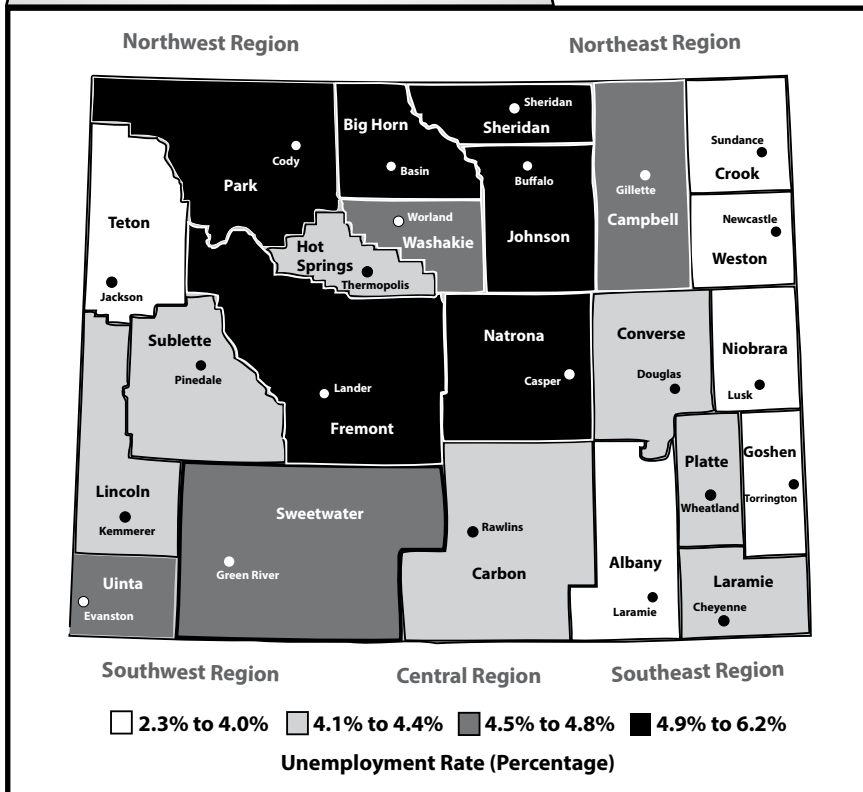 Northwest Region
Northeast Region
Sheridan
Sheridan
Big Horn
Basin
Cody
Park
Buffalo
Johnson
Gillette
Campbell
Sundance
Crook
Newcastle
Weston
Teton
Jackson
Worland
Washakie
Hot
Springs
Thermopolis
Sublette
Pinedale
Lander
Fremont
Natrona
Casper
Converse
Douglas
Niobrara
Lusk
Lincoln
Kemmerer
Sweetwater
Green River
Rawlins
Carbon
Platte
Wheatland
Goshen
Torrington
Uinta
Evanston
Albany
Laramie
Laramie
Cheyenne
Southwest Region
Central Region
Southeast Region
2.3% to 4.0%
4.1% to 4.4%
4.5% to 4.8%
4.9% to 6.2%
Unemployment Rate (Percentage)